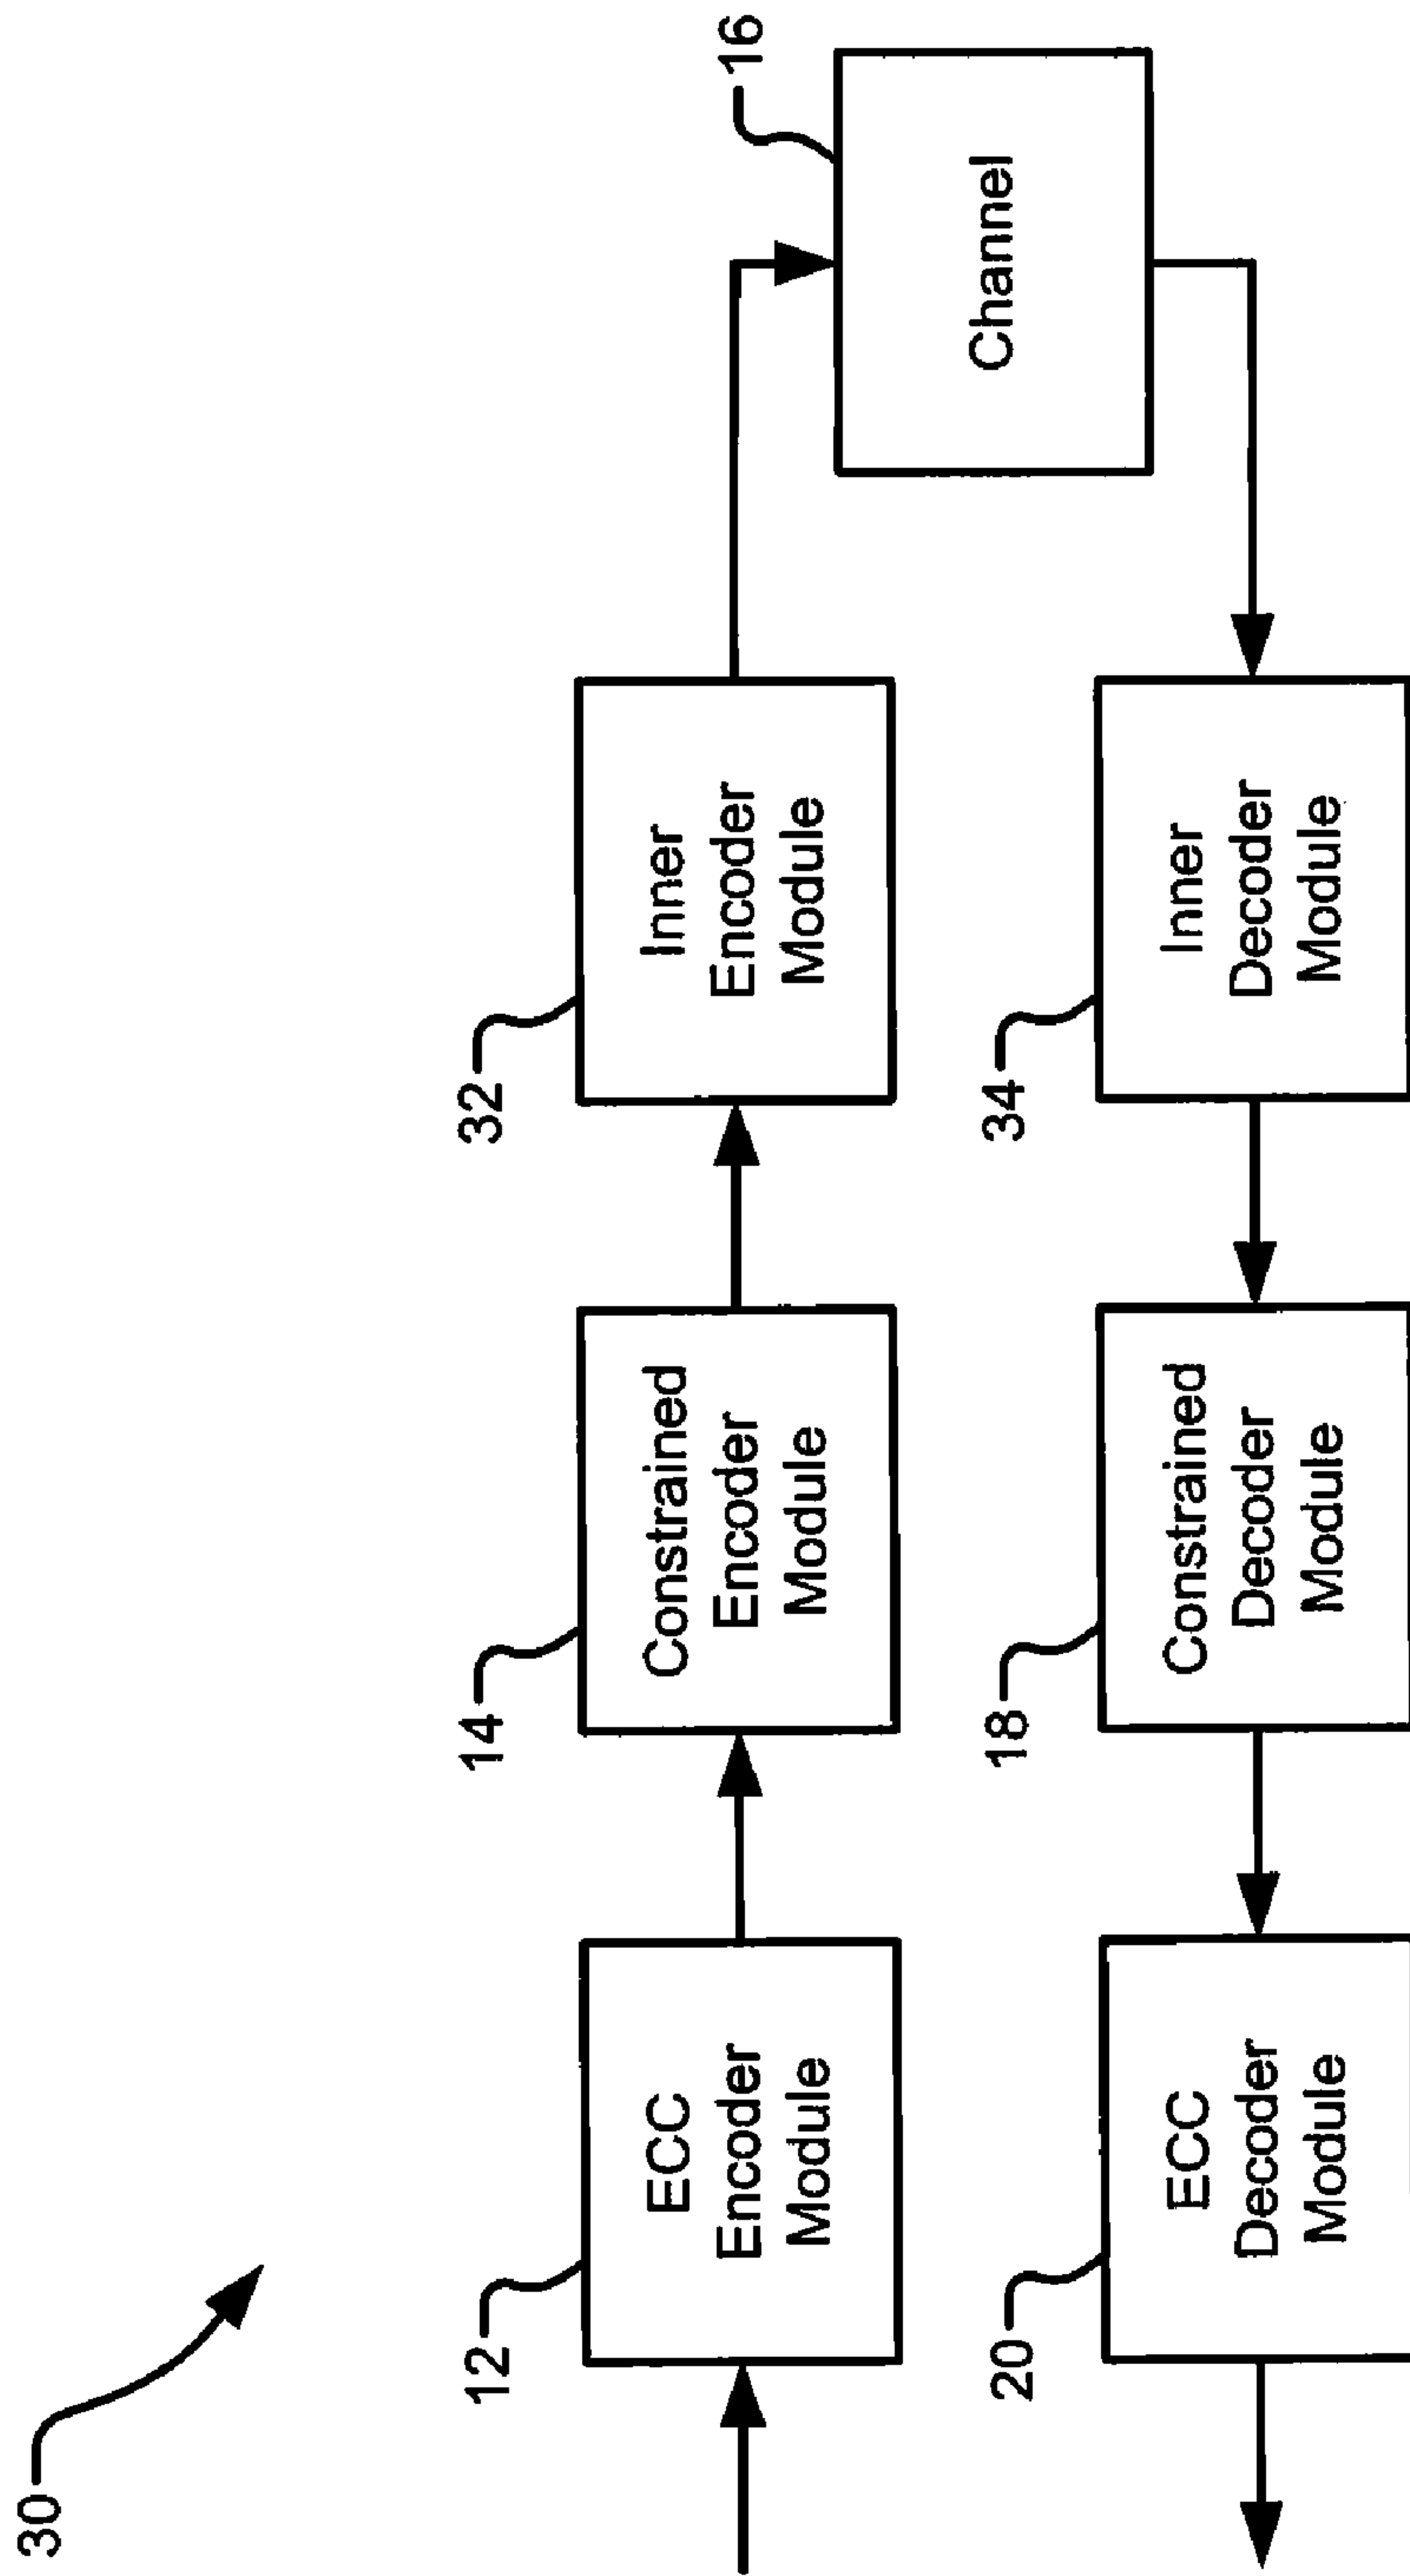 30
12
ECC
Encoder
Module
14
Constrained
Encoder
Module
32
Inner
Encoder
Module
16
Channel
20
ECC
Decoder
Module
18
Constrained
Decoder
Module
34
Inner
Decoder
Module